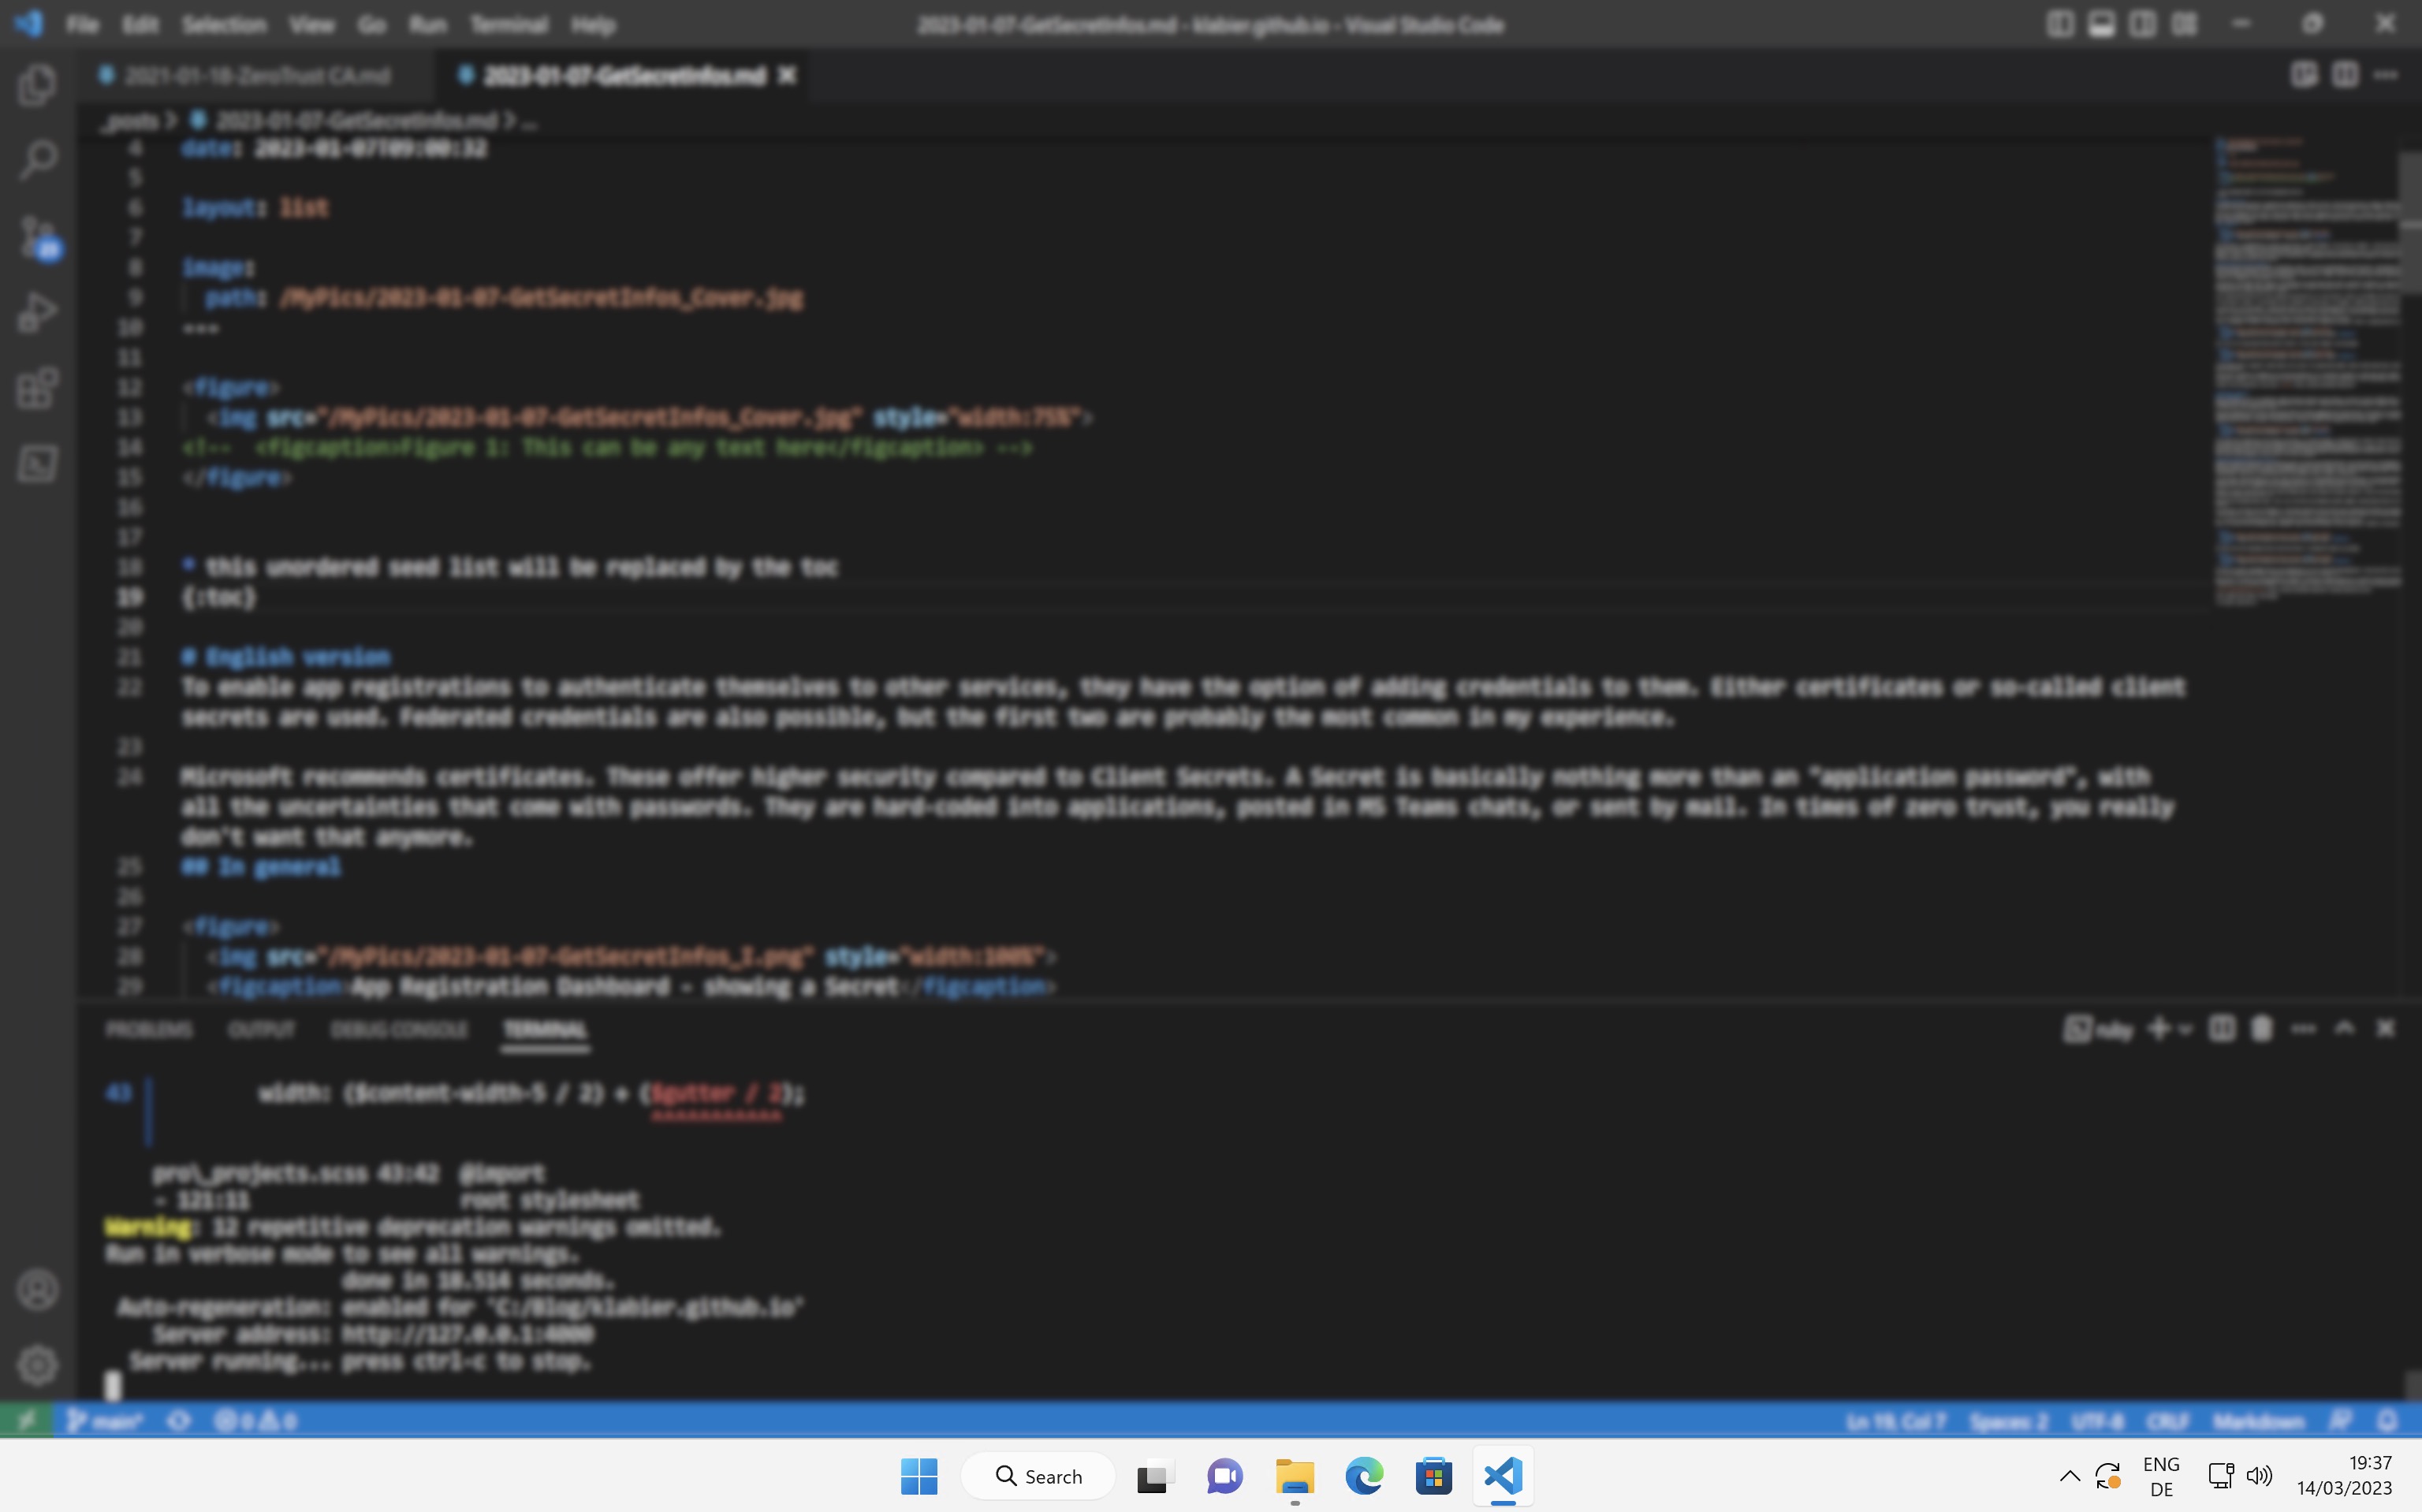 File Edit Selection View Go Run Terminal Help 2023-01-07-GetSecretInfos.md - klabier.github.io - Visual Studio Code
2021-01-18-ZeroTrust CA.md 2023-01-07-GetSecretInfos.md
_posts > 2023-01-07-GetSecretInfos.md > ...
4 date: 2023-01-07T09:00:32
5
6 layout: list
7
8 image:
9 path: /MyPics/2023-01-07-GetSecretInfos_Cover.jpg
10 ---
11
12 <figure>
13 <img src="/MyPics/2023-01-07-GetSecretInfos_Cover.jpg" style="width:75%">
14 <!-- <figcaption>Figure 1: This can be any text here</figcaption> -->
15 </figure>
16
17
18 * this unordered seed list will be replaced by the toc
19 {:toc}
20
21 # English version
22 To enable app registrations to authenticate themselves to other services, they have the option of adding credentials to them. Either certificates or so-called client
secrets are used. Federated credentials are also possible, but the first two are probably the most common in my experience.
23
24 Microsoft recommends certificates. These offer higher security compared to Client Secrets. A Secret is basically nothing more than an "application password", with
all the uncertainties that come with passwords. They are hard-coded into applications, posted in MS Teams chats, or sent by mail. In times of zero trust, you really
don't want that anymore.
25 ## In general
26
27 <figure>
28 <img src="/MyPics/2023-01-07-GetSecretInfos_I.png" style="width:100%">
29 <figcaption>App Registration Dashboard - showing a Secret</figcaption>
PROBLEMS OUTPUT DEBUG CONSOLE TERMINAL ruby
43 width: ($content-width-5 / 2) + ($gutter / 2);
^^^^^^^^^^^
pro\_projects.scss 43:42 @import
- 121:11 root stylesheet
Warning: 12 repetitive deprecation warnings omitted.
Run in verbose mode to see all warnings.
done in 18.514 seconds.
Auto-regeneration: enabled for 'C:/Blog/klabier.github.io'
Server address: http://127.0.0.1:4000
Server running... press ctrl-c to stop.
main* 0 0 Ln 19, Col 7 Spaces: 2 UTF-8 CRLF Markdown
Search
ENG
DE
19:37
14/03/2023